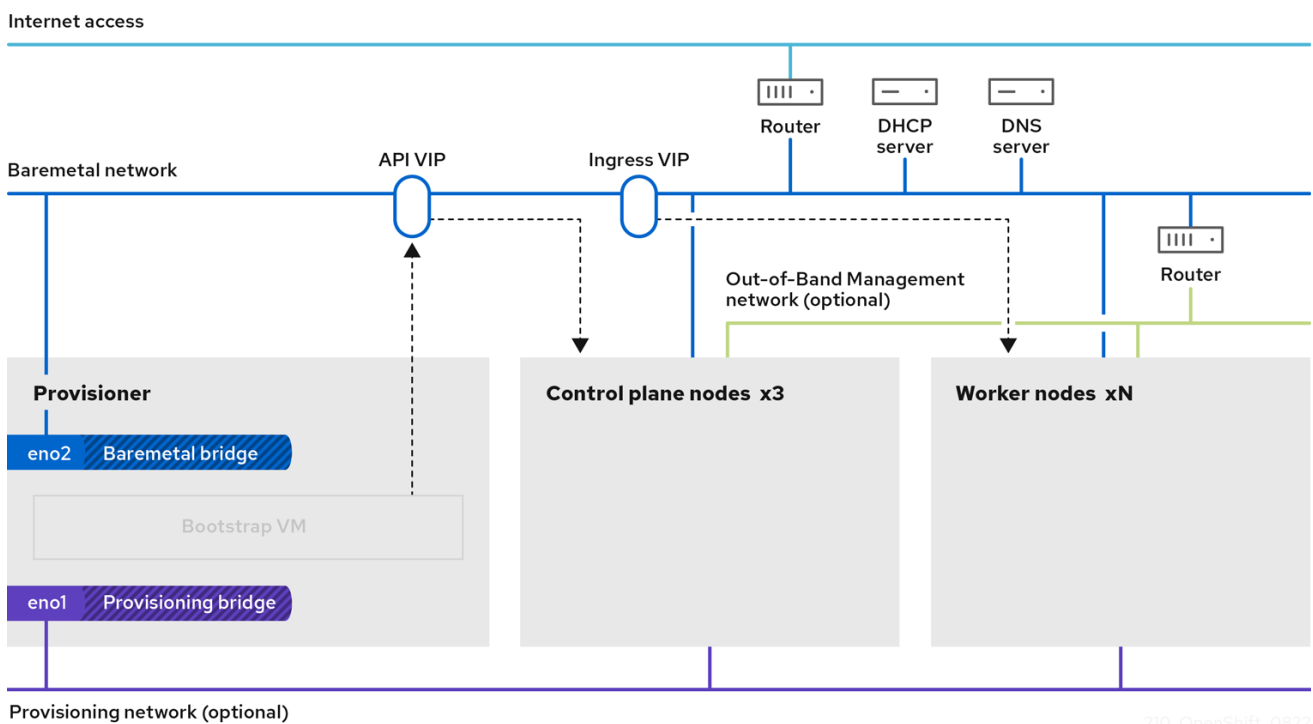 Internet access
Router
DHCP
server
DNS
server
Baremetal network
API VIP
Ingress VIP
Router
Out-of-Band Management
network (optional)
Provisioner
Control plane nodes x3
Worker nodes xN
eno2
Baremetal bridge
Bootstrap VM
eno1
Provisioning bridge
Provisioning network (optional)
210_OpenShift_0822